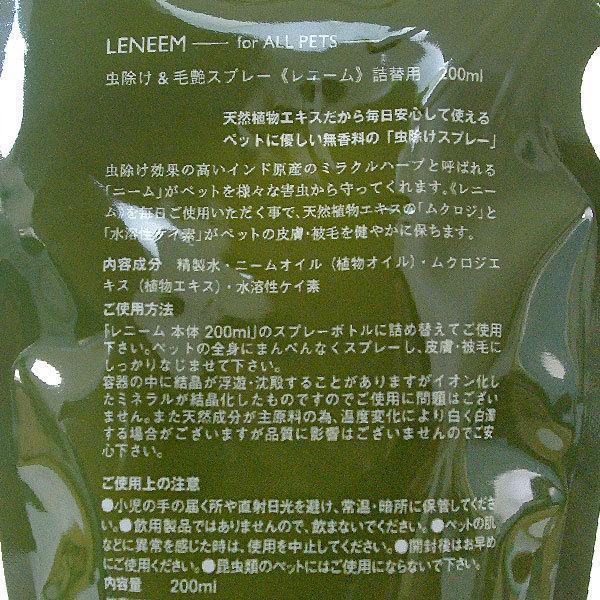 LENEEM ― for ALL PETS ―
虫除け＆毛艶スプレー《レニーム》詰替用 200ml
天然植物エキスだから毎日安心して使える
ペットに優しい無香料の「虫除けスプレー」
虫除け効果の高いインド原産のミラクルハーブと呼ばれる
「ニーム」がペットを様々な害虫から守ってくれます。《レニー
ム》を毎日ご使用いただく事で、天然植物エキスの「ムクロジ」と
「水溶性ケイ素」がペットの皮膚・被毛を健やかに保ちます。
内容成分 精製水・ニームオイル（植物オイル）・ムクロジエ
キス（植物エキス）・水溶性ケイ素
ご使用方法
「レニーム 本体 200ml」のスプレーボトルに詰め替えてご使用
下さい。ペットの全身にまんべんなくスプレーし、皮膚・被毛に
しっかりなじませて下さい。
容器の中に結晶が浮遊・沈殿することがありますがイオン化し
たミネラルが結晶化したものですのでご使用に問題はござい
ません。また天然成分が主原料の為、温度変化により白く白濁
する場合がございますが品質に影響はございませんのでご安
心下さい。
ご使用上の注意
●小児の手の届く所や直射日光を避け、常温・暗所に保管してくださ
い。●飲用製品ではありませんので、飲まないでください。●ペットの肌
などに異常を感じた時は、使用を中止してください。●開封後はお早め
にご使用ください。●昆虫類のペットにはご使用にならないで下さい。
内容量 200ml